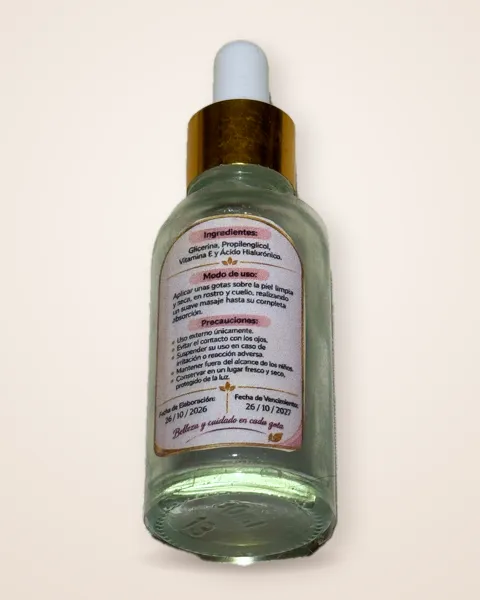 Ingredientes:
Glicerina, Propilenglicol,
Vitamina E y Ácido Hialurónico.
Modo de uso:
Aplicar unas gotas sobre la piel limpia
y seca, en rostro y cuello, realizando
un suave masaje hasta su completa
absorción.
Precauciones:
Uso externo únicamente.
Evitar el contacto con los ojos.
Suspender su uso en caso de
irritación o reacción adversa.
Mantener fuera del alcance de los niños.
Conservar en un lugar fresco y seco,
protegido de la luz.
Fecha de Elaboración: Fecha de Vencimiento:
26 / 10 / 2026 26 / 10 / 2027
Belleza y cuidado en cada gota